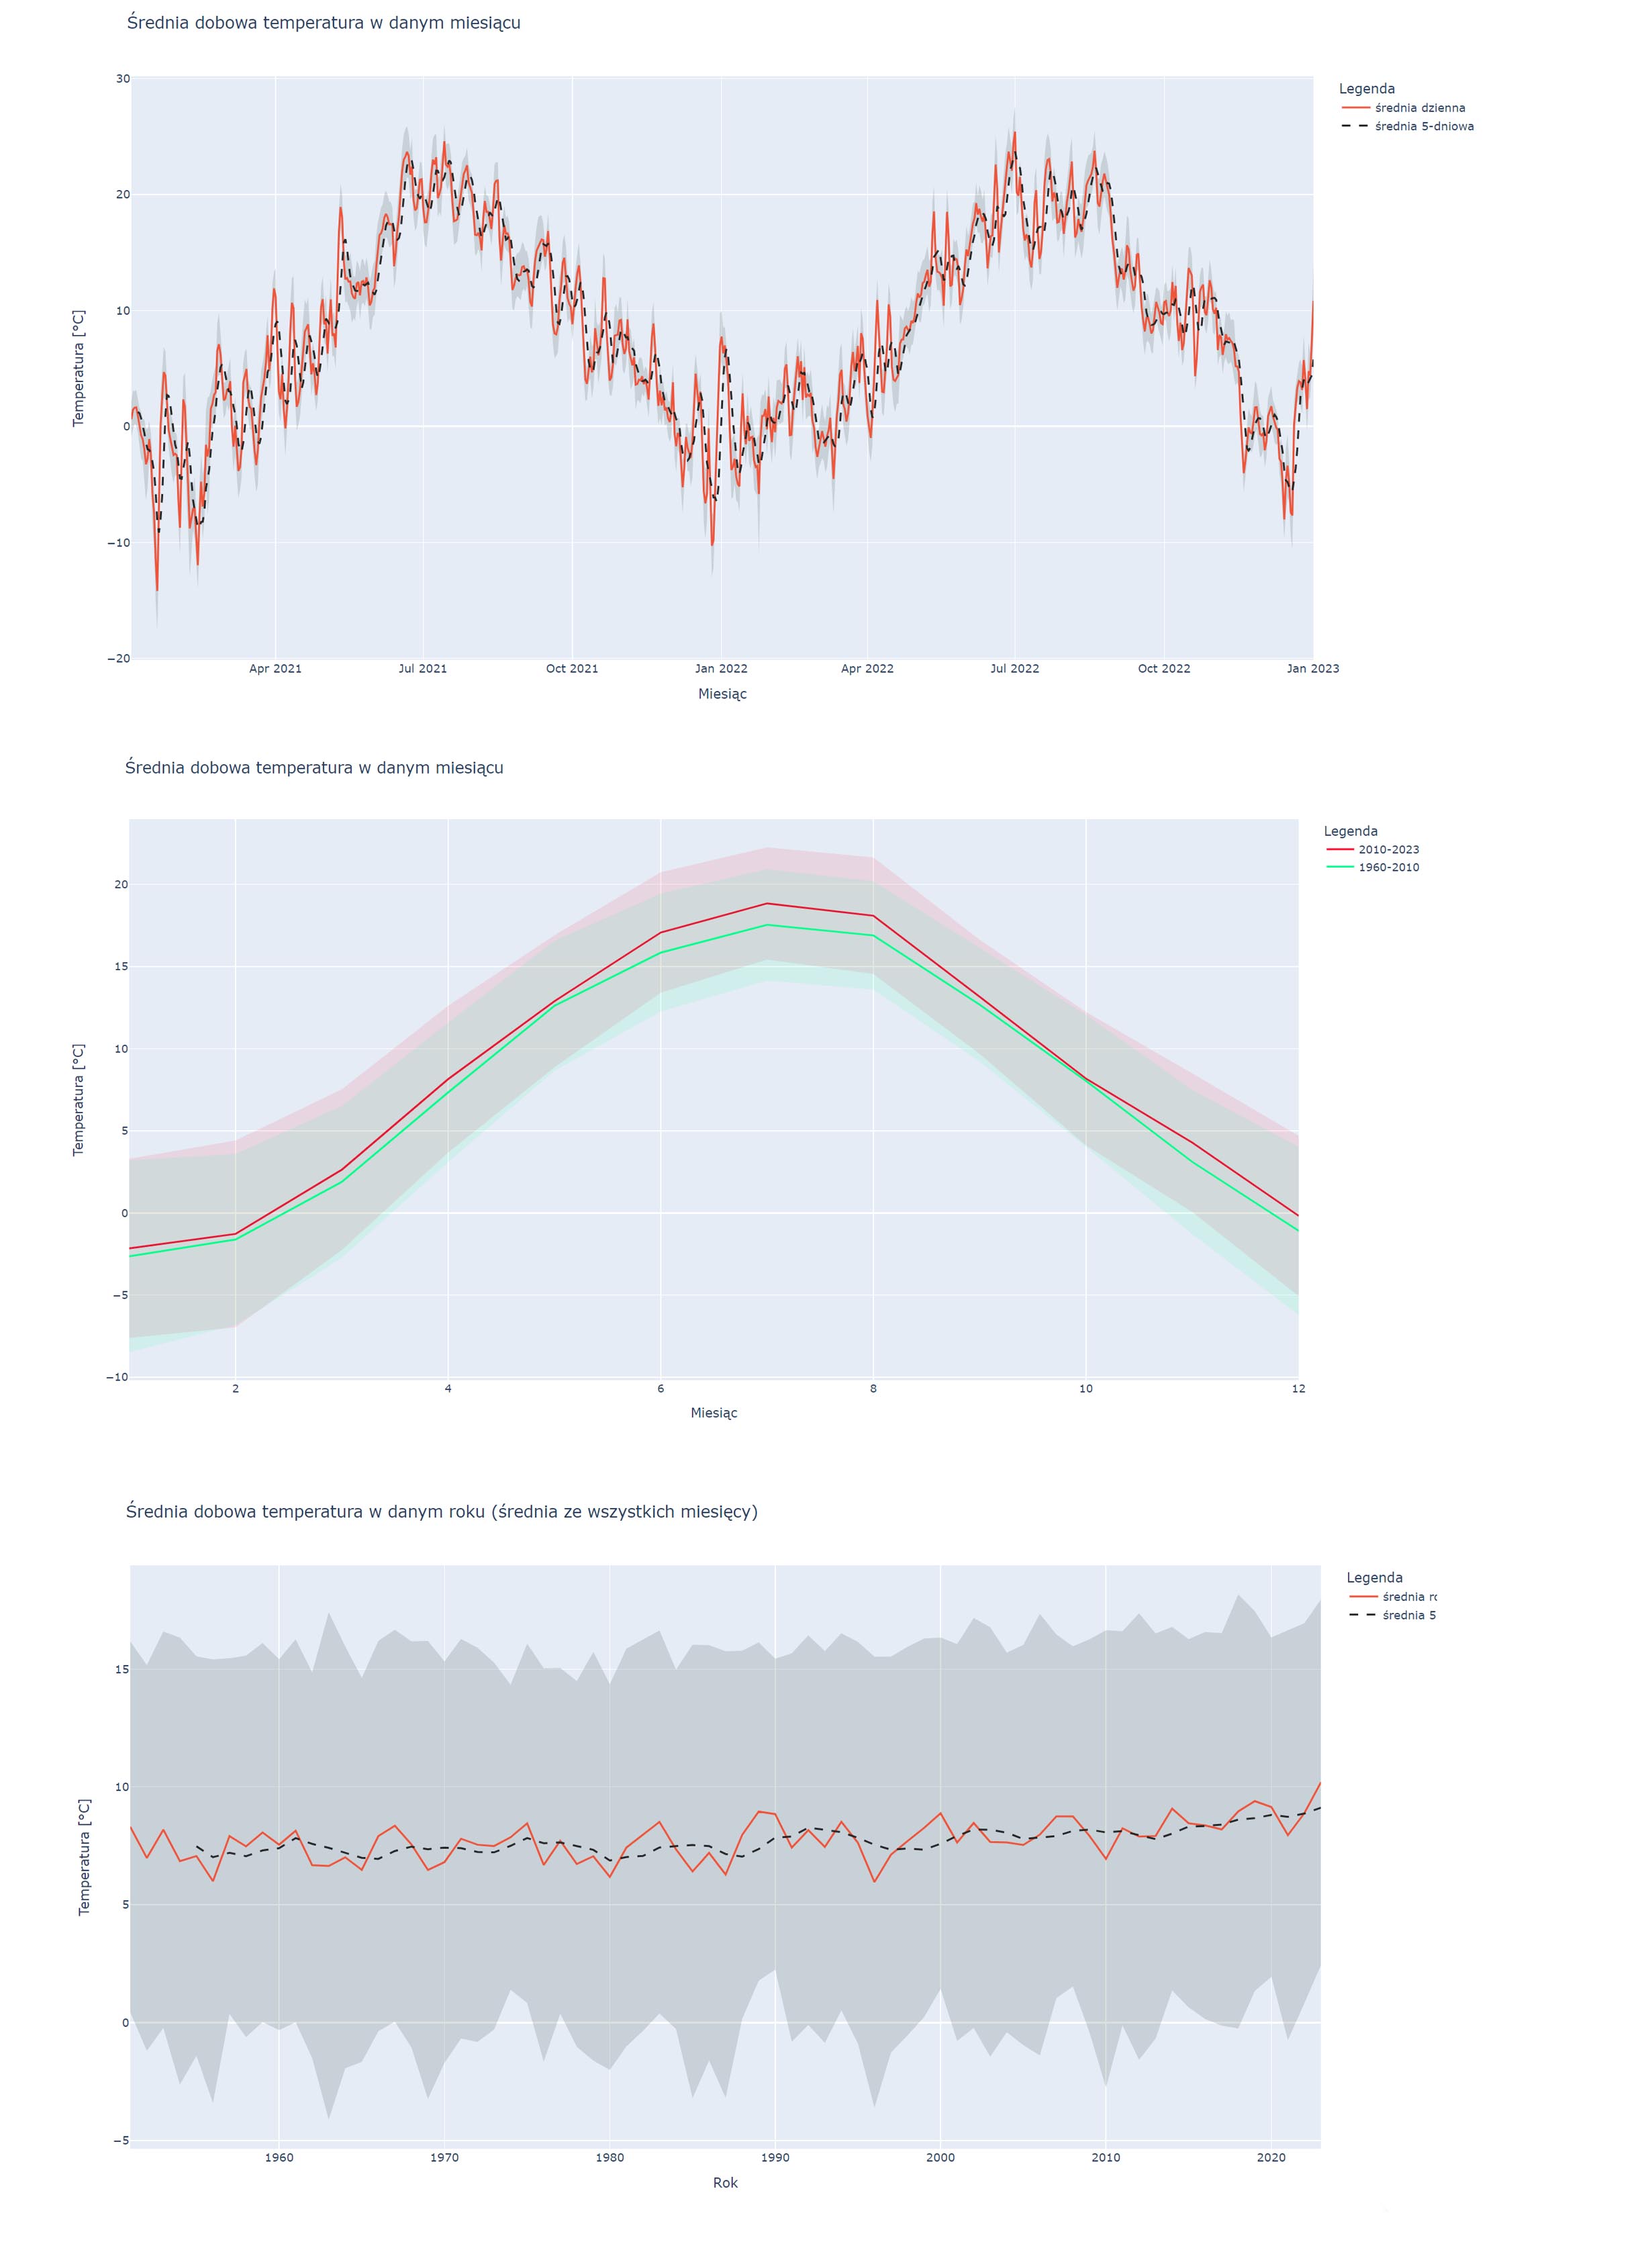 Średnia dobowa temperatura w danym miesiącu
Legenda
średnia dzienna
średnia 5-dniowa
30
20
10
0
−10
−20
Temperatura [°C]
Apr 2021 Jul 2021 Oct 2021 Jan 2022 Apr 2022 Jul 2022 Oct 2022 Jan 2023
Miesiąc
Średnia dobowa temperatura w danym miesiącu
Legenda
2010-2023
1960-2010
20
15
10
5
0
−5
−10
Temperatura [°C]
2 4 6 8 10 12
Miesiąc
Średnia dobowa temperatura w danym roku (średnia ze wszystkich miesięcy)
Legenda
średnia
średnia 5
15
10
5
0
−5
Temperatura [°C]
1960 1970 1980 1990 2000 2010 2020
Rok